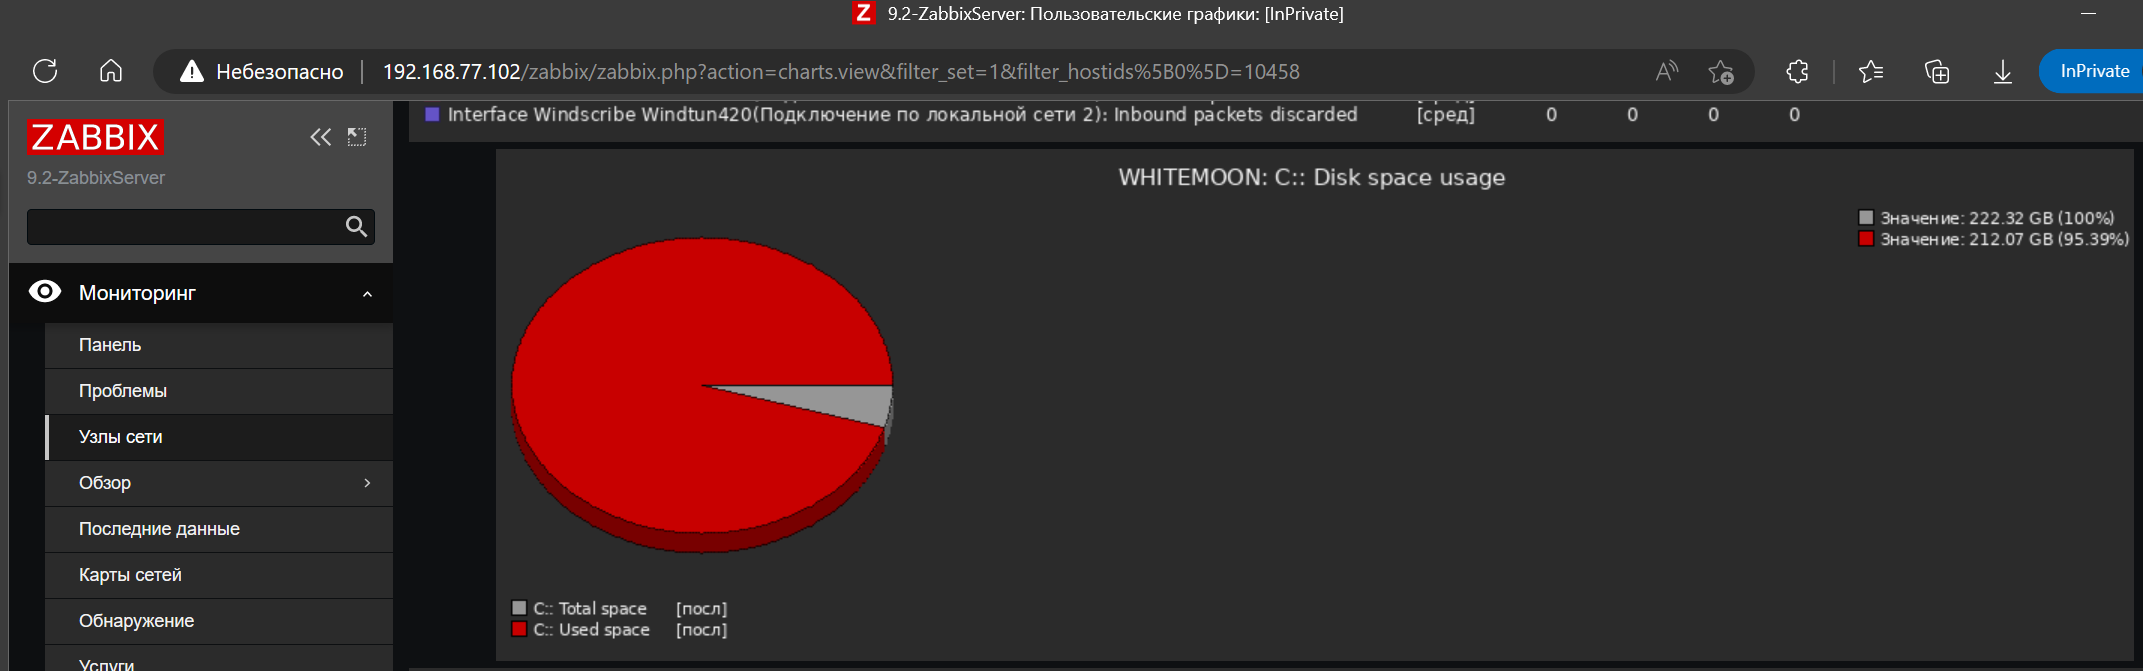 Z 9.2-ZabbixServer: Пользовательские графики: [InPrivate]
Небезопасно 192.168.77.102/zabbix/zabbix.php?action=charts.view&filter_set=1&filter_hostids%5B0%5D=10458 InPrivate
ZABBIX
9.2-ZabbixServer
Мониторинг
Панель
Проблемы
Узлы сети
Обзор
Последние данные
Карты сетей
Обнаружение
Услуги
Interface Windscribe Windtun420(Подключение по локальной сети 2): Inbound packets discarded [сред] 0 0 0 0
WHITEMOON: C:: Disk space usage
Значение: 222.32 GB (100%)
Значение: 212.07 GB (95.39%)
C:: Total space [посл]
C:: Used space [посл]